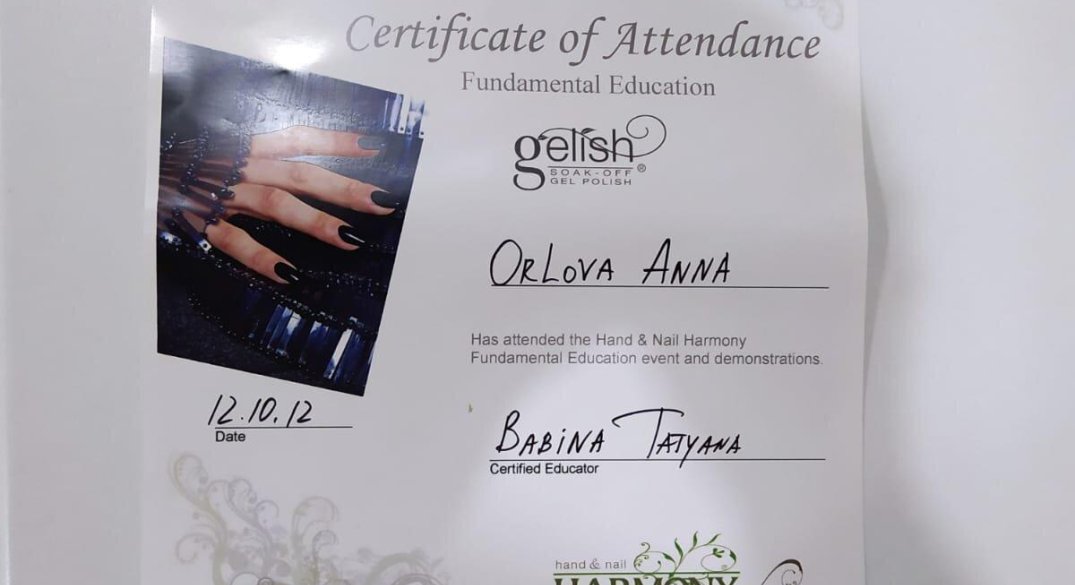 Certificate of Attendance
Fundamental Education
gelish®
SOAK-OFF
GEL POLISH
ORLOVA ANNA
Has attended the Hand & Nail Harmony
Fundamental Education event and demonstrations.
12.10.12
Date
BABINA TATYANA
Certified Educator
hand & nail
HARMONY